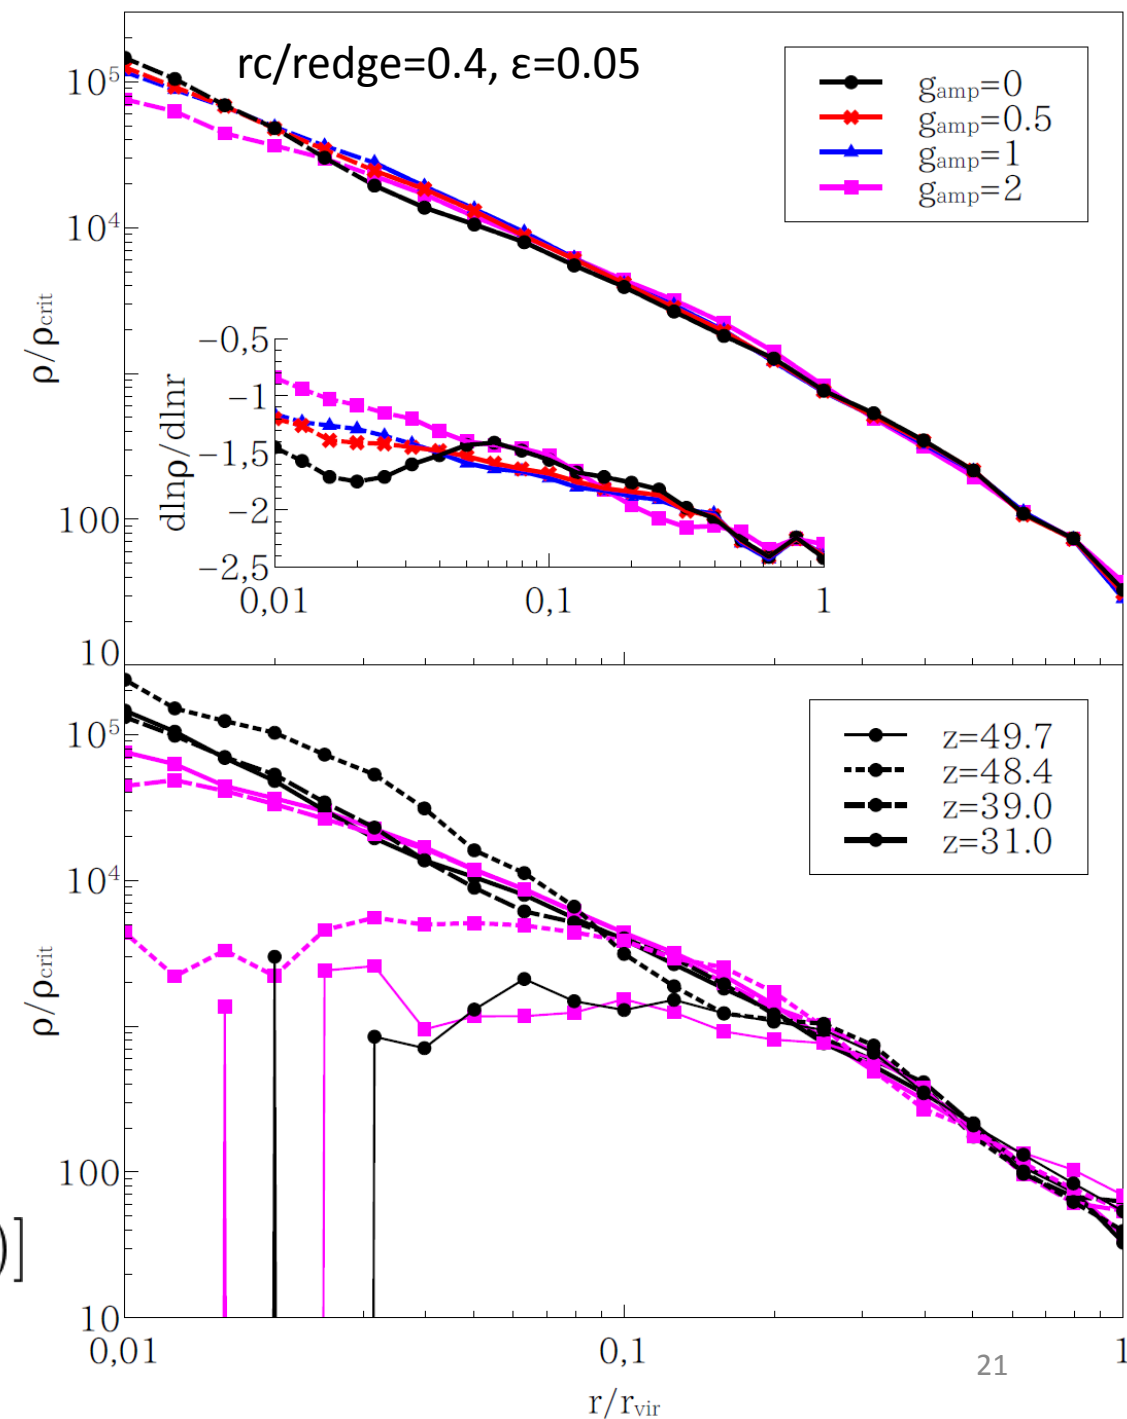 rc/redge=0.4, ε=0.05
g_amp=0
g_amp=0.5
g_amp=1
g_amp=2
10^5
10^4
100
10
ρ/ρ_crit
−0,5
−1
−1,5
−2
−2,5
dlnρ/dlnr
0,01 0,1 1
z=49.7
z=48.4
z=39.0
z=31.0
10^5
10^4
100
10
ρ/ρ_crit
)]
0,01 0,1 1
21
r/r_vir